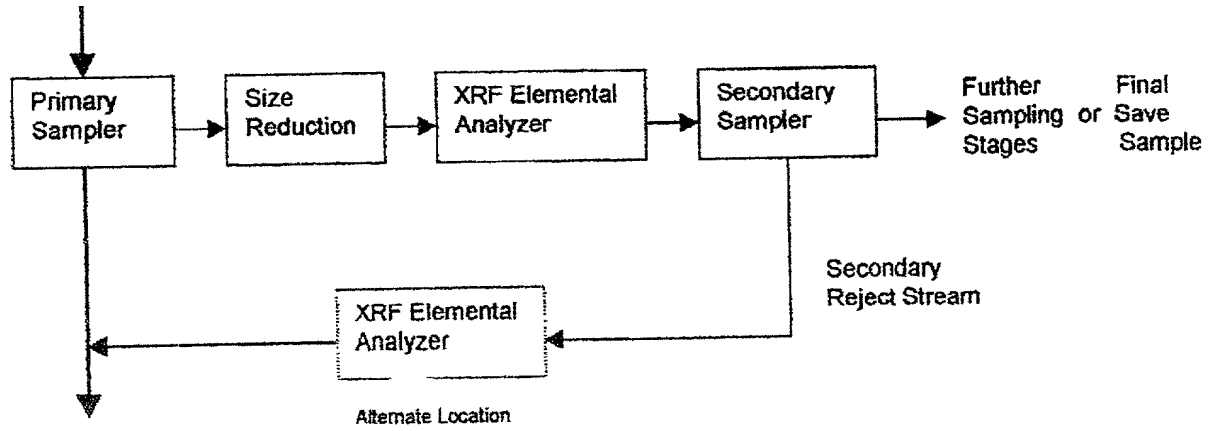 Primary
Sampler
Size
Reduction
XRF Elemental
Analyzer
Secondary
Sampler
Further Final
Sampling or Save
Stages Sample
Secondary
Reject Stream
XRF Elemental
Analyzer
Alternate Location